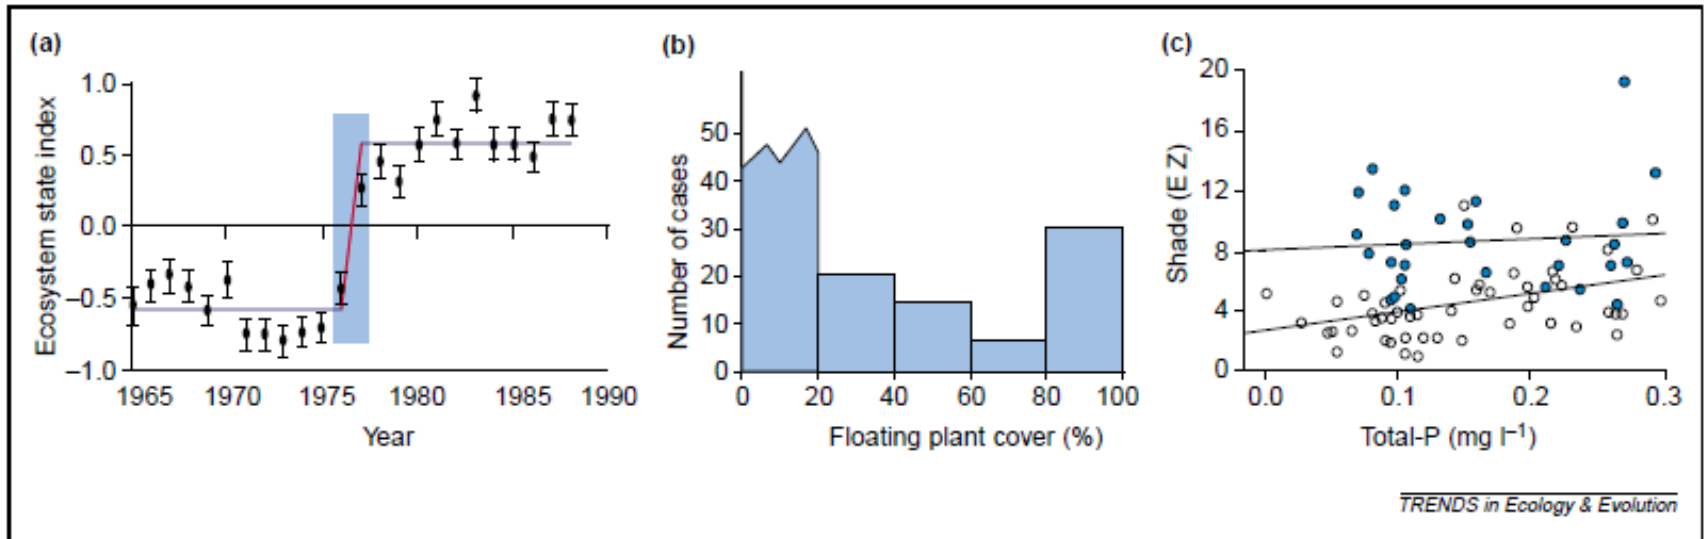 (a)
1.0
0.5
0.0
–0.5
–1.0
Ecosystem state index
1965 1970 1975 1980 1985 1990
Year
(b)
50
40
30
20
10
0
Number of cases
0 20 40 60 80 100
Floating plant cover (%)
(c)
20
16
12
8
4
0
Shade (E Z)
0.0 0.1 0.2 0.3
Total-P (mg l–1)
TRENDS in Ecology & Evolution